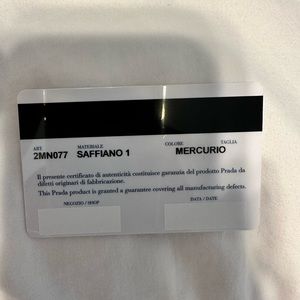 ART. MATERIALE COLORE TAGLIA
2MN077 SAFFIANO 1 MERCURIO
Il presente certificato di autenticità costituisce garanzia del prodotto Prada da
difetti originari di fabbricazione.
This Prada product is granted a guarantee covering all manufacturing defects.
NEGOZIO / SHOP DATA / DATE